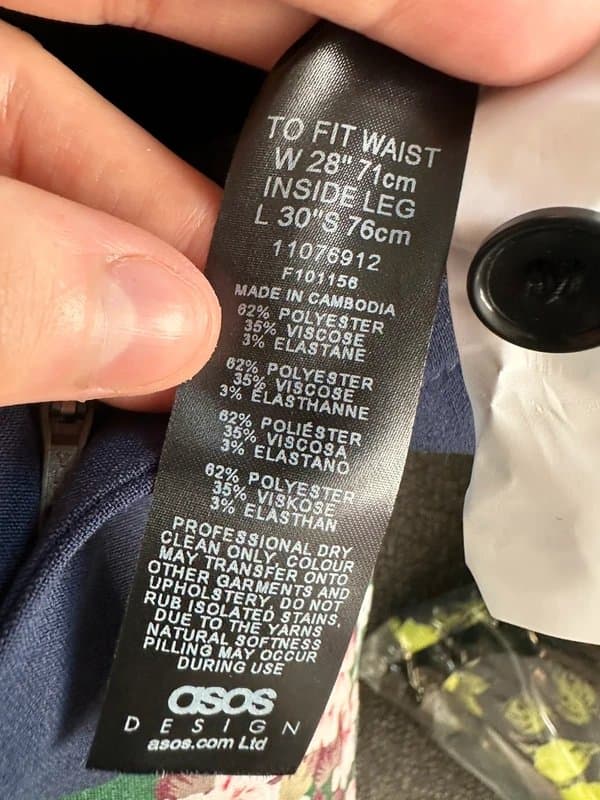 TO FIT WAIST
W 28" 71cm
INSIDE LEG
L 30"S 76cm
11076912
F101156
MADE IN CAMBODIA
62% POLYESTER
35% VISCOSE
3% ELASTANE
62% POLYESTER
35% VISCOSE
3% ELASTHANNE
62% POLIÉSTER
35% VISCOSA
3% ELASTANO
62% POLYESTER
35% VISKOSE
3% ELASTHAN
PROFESSIONAL DRY
CLEAN ONLY, COLOUR
MAY TRANSFER ONTO
OTHER GARMENTS AND
UPHOLSTERY, DO NOT
RUB ISOLATED STAINS,
DUE TO THE YARNS
NATURAL SOFTNESS
PILLING MAY OCCUR
DURING USE
asos
DESIGN
asos.com Ltd